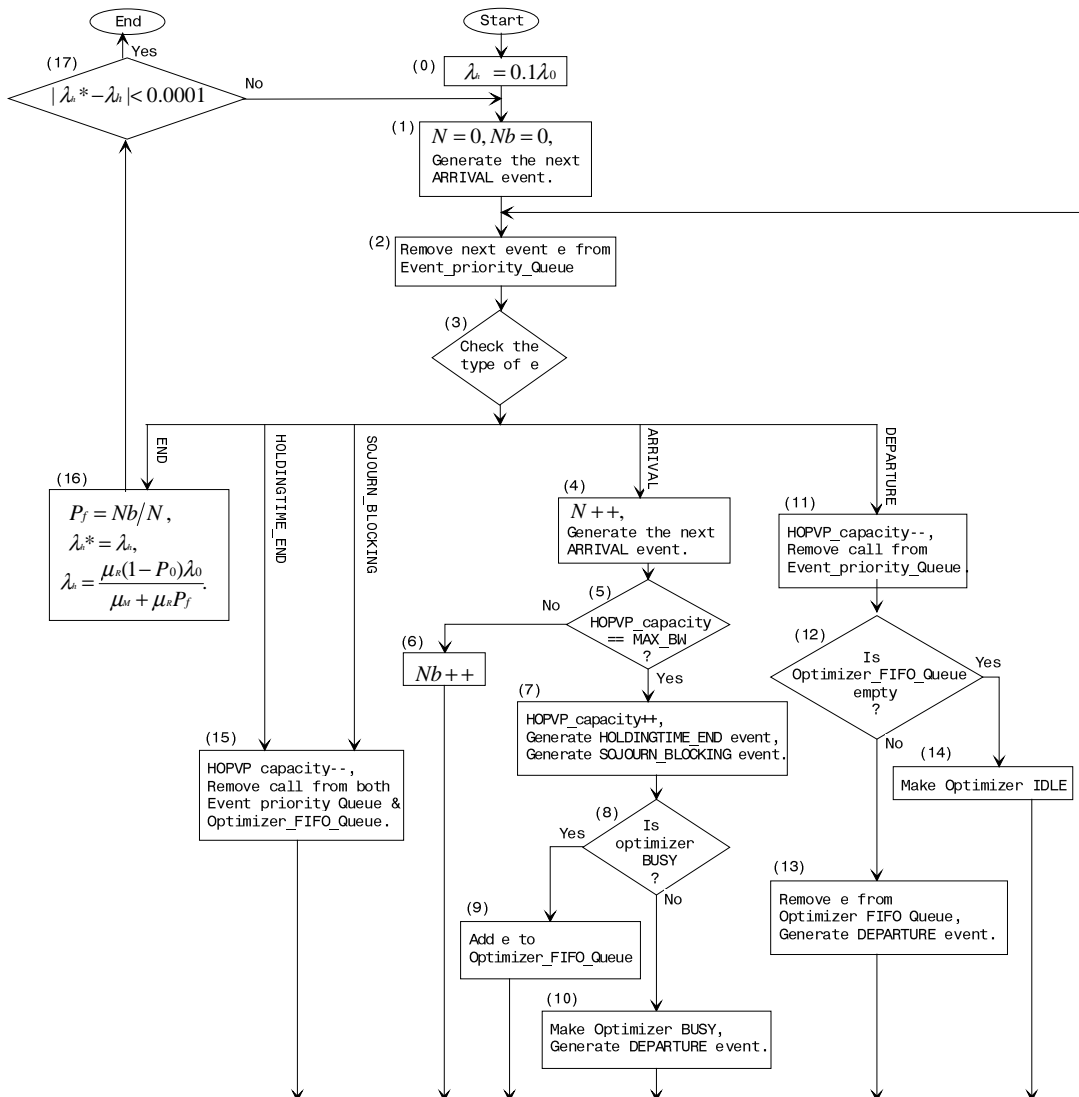 End
Start
(17)
Yes
(0)
λh = 0.1λ0
|λh*−λh|<0.0001
No
(1)
N = 0, Nb = 0,
Generate the next
ARRIVAL event.
(2)
Remove next event e from
Event_priority_Queue
(3)
Check the
type of e
END
HOLDINGTIME_END
SOJOURN_BLOCKING
ARRIVAL
DEPARTURE
(16)
Pf = Nb/N,
λh* = λh,
λh = μR(1−P0)λ0
μM + μRPf.
(4)
N++,
Generate the next
ARRIVAL event.
(5)
No
HOPVP_capacity
== MAX_BW
?
Yes
(6)
Nb++
(7)
HOPVP_capacity++,
Generate HOLDINGTIME_END event,
Generate SOJOURN_BLOCKING event.
(8)
Yes
Is
optimizer
BUSY
?
No
(9)
Add e to
Optimizer_FIFO_Queue
(10)
Make Optimizer BUSY,
Generate DEPARTURE event.
(11)
HOPVP_capacity--,
Remove call from
Event_priority_Queue.
(12)
Is
Optimizer_FIFO_Queue
empty
?
Yes
No
(14)
Make Optimizer IDLE
(13)
Remove e from
Optimizer FIFO Queue,
Generate DEPARTURE event.
(15)
HOPVP capacity--,
Remove call from both
Event priority Queue &
Optimizer_FIFO_Queue.